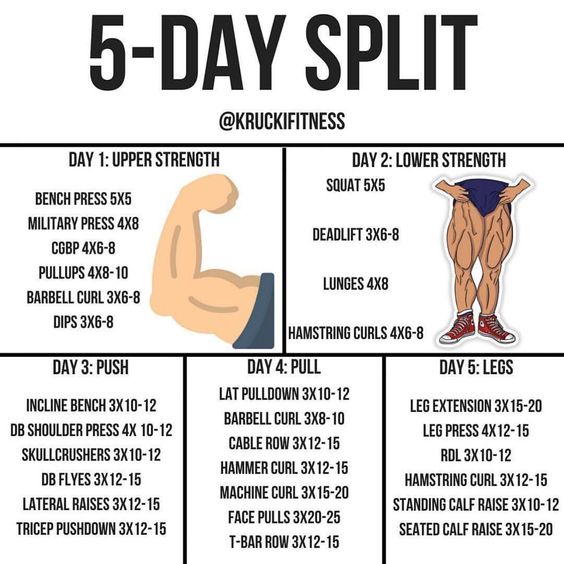 5-DAY SPLIT
@KRUCKIFITNESS
DAY 1: UPPER STRENGTH
BENCH PRESS 5X5
MILITARY PRESS 4X8
CGBP 4X6-8
PULLUPS 4X8-10
BARBELL CURL 3X6-8
DIPS 3X6-8
DAY 2: LOWER STRENGTH
SQUAT 5X5
DEADLIFT 3X6-8
LUNGES 4X8
HAMSTRING CURLS 4X6-8
DAY 3: PUSH
INCLINE BENCH 3X10-12
DB SHOULDER PRESS 4X 10-12
SKULLCRUSHERS 3X10-12
DB FLYES 3X12-15
LATERAL RAISES 3X12-15
TRICEP PUSHDOWN 3X12-15
DAY 4: PULL
LAT PULLDOWN 3X10-12
BARBELL CURL 3X8-10
CABLE ROW 3X12-15
HAMMER CURL 3X12-15
MACHINE CURL 3X15-20
FACE PULLS 3X20-25
T-BAR ROW 3X12-15
DAY 5: LEGS
LEG EXTENSION 3X15-20
LEG PRESS 4X12-15
RDL 3X10-12
HAMSTRING CURL 3X12-15
STANDING CALF RAISE 3X10-12
SEATED CALF RAISE 3X15-20